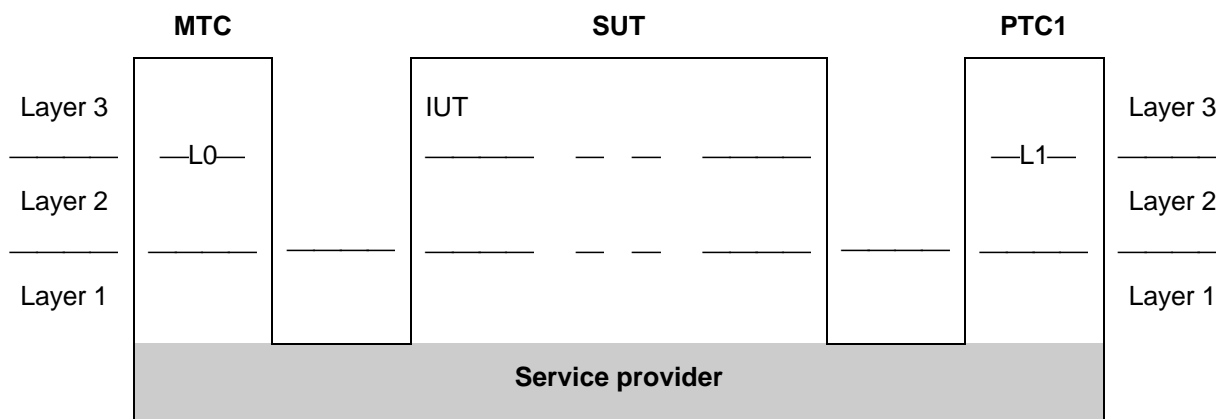 MTC SUT PTC1
Layer 3 IUT Layer 3
L0 L1
Layer 2 Layer 2
Layer 1 Layer 1
Service provider